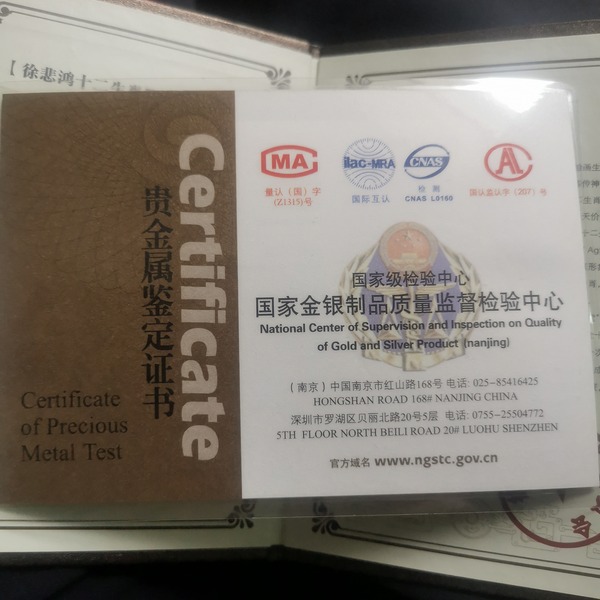 【徐悲鸿十二生
Certificate
贵金属鉴定证书
Certificate
of Precious
Metal Test
MA
量认（国）字
(Z1315)号
ilac-MRA
国际互认
CNAS
检 测
CNAS L0160
AL
国认监认字（207）号
国家级检验中心
国家金银制品质量监督检验中心
National Center of Supervision and Inspection on Quality
of Gold and Silver Product (nanjing)
（南京）中国南京市红山路168号 电话: 025-85416425
HONGSHAN ROAD 168# NANJING CHINA
深圳市罗湖区贝丽北路20号5层 电话: 0755-25504772
5TH FLOOR NORTH BEILI ROAD 20# LUOHU SHENZHEN
官方域名 www.ngstc.gov.cn